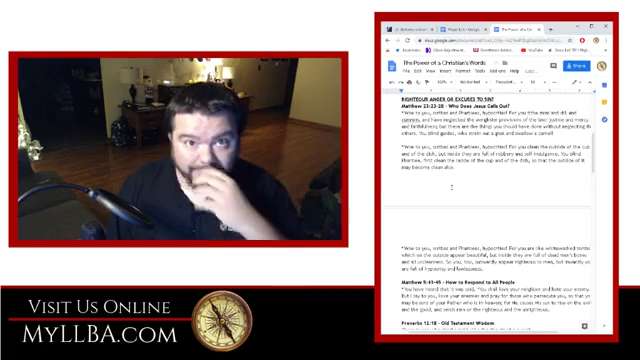 The Power of a Christian's Words
File Edit View Insert Format Tools Add-ons Help
Share
RIGHTEOUS ANGER OR EXCUSES TO SIN?
Matthew 23:23-28 - Who Does Jesus Calls Out?
"Woe to you, scribes and Pharisees, hypocrites! For you tithe mint and dill and
cummin, and have neglected the weightier provisions of the law: justice and mercy
and faithfulness; but these are the things you should have done without neglecting th
others. You blind guides, who strain out a gnat and swallow a camel!
"Woe to you, scribes and Pharisees, hypocrites! For you clean the outside of the cup
and of the dish, but inside they are full of robbery and self-indulgence. You blind
Pharisee, first clean the inside of the cup and of the dish, so that the outside of it
may become clean also.
"Woe to you, scribes and Pharisees, hypocrites! For you are like whitewashed tombs
which on the outside appear beautiful, but inside they are full of dead men's bones
and all uncleanness. So you, too, outwardly appear righteous to men, but inwardly yo
are full of hypocrisy and lawlessness.
Matthew 5:43-45 - How to Respond to All People
"You have heard that it was said, 'You shall love your neighbor and hate your enemy.'
But I say to you, love your enemies and pray for those who persecute you, so that yo
may be sons of your Father who is in heaven; for He causes His sun to rise on the evil
and the good, and sends rain on the righteous and the unrighteous.
Proverbs 12:18 - Old Testament Wisdom
VISIT US ONLINE
MYLLBA.COM